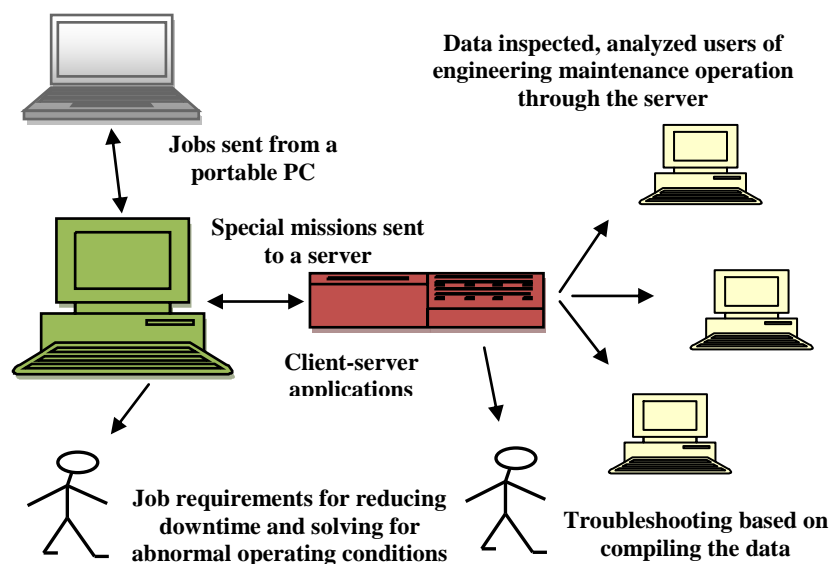 Data inspected, analyzed users of
engineering maintenance operation
through the server
Jobs sent from a
portable PC
Special missions sent
to a server
Client-server
applications
Job requirements for reducing
downtime and solving for
abnormal operating conditions
Troubleshooting based on
compiling the data